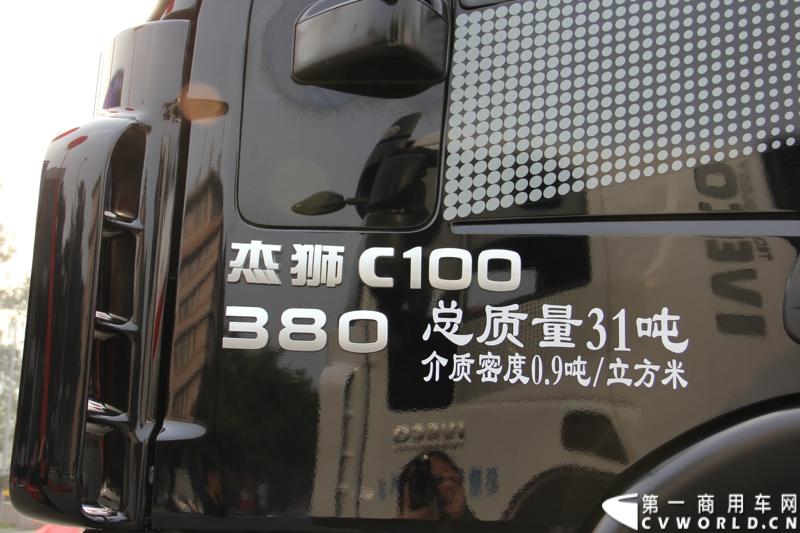 杰狮 C100
380
总质量31吨
介质密度0.9吨/立方米
第一商用车网
CVWORLD.CN